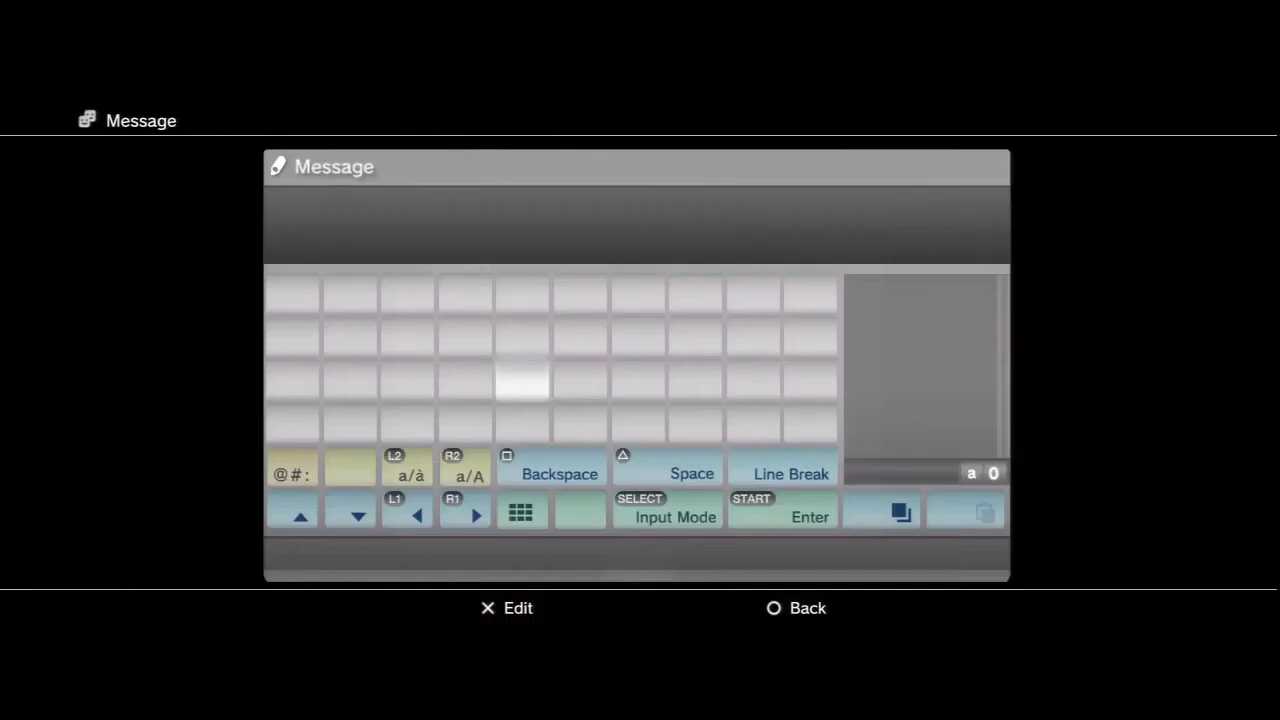 Message
Message
@#: L2 a/à R2 a/A Backspace Space Line Break a 0
L1 R1 SELECT Input Mode START Enter
Edit Back